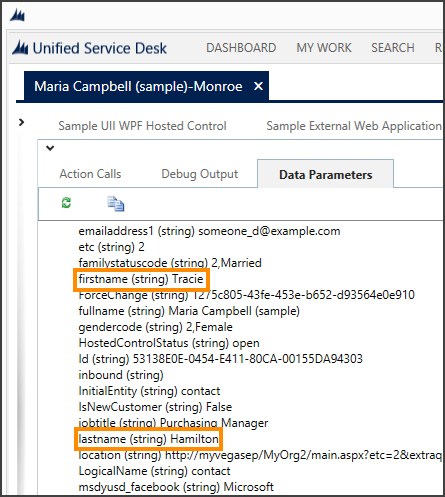 Unified Service Desk DASHBOARD MY WORK SEARCH
Maria Campbell (sample)-Monroe ×
Sample UII WPF Hosted Control Sample External Web Application
Action Calls Debug Output Data Parameters
emailaddress1 (string) someone_d@example.com
etc (string) 2
familystatuscode (string) 2,Married
firstname (string) Tracie
ForceChange (string) 1275c805-43fe-453e-b652-d93564e0e910
fullname (string) Maria Campbell (sample)
gendercode (string) 2,Female
HostedControlStatus (string) open
Id (string) 53138E0E-0454-E411-80CA-00155DA94303
inbound (string)
InitialEntity (string) contact
IsNewCustomer (string) False
jobtitle (string) Purchasing Manager
lastname (string) Hamilton
location (string) http://myvegasep/MyOrg2/main.aspx?etc=2&extraq
LogicalName (string) contact
msdyusd_facebook (string) Microsoft